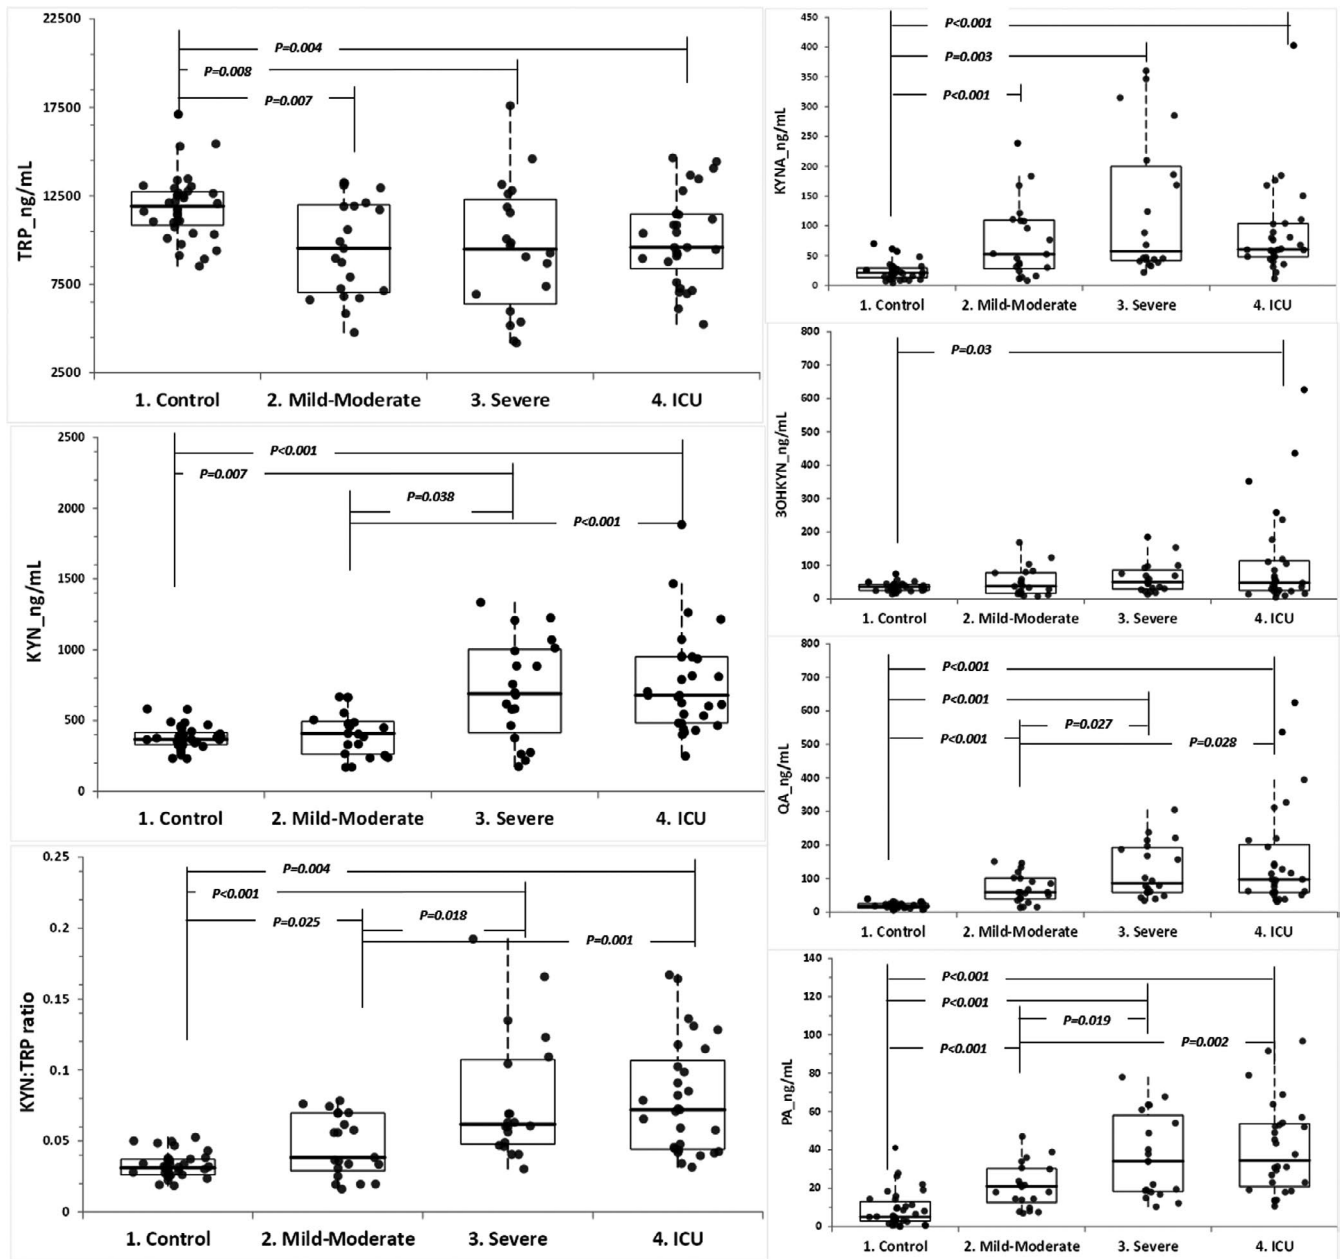 TRP_ng/mL
22500
17500
12500
7500
2500
P=0.004
P=0.008
P=0.007
1. Control
2. Mild-Moderate
3. Severe
4. ICU
KYN_ng/mL
2500
2000
1500
1000
500
0
P<0.001
P=0.007
P=0.038
P<0.001
1. Control
2. Mild-Moderate
3. Severe
4. ICU
KYN:TRP ratio
0.25
0.2
0.15
0.1
0.05
0
P=0.004
P<0.001
P=0.025
P=0.018
P=0.001
1. Control
2. Mild-Moderate
3. Severe
4. ICU
KYNA_ng/mL
450
400
350
300
250
200
150
100
50
0
P<0.001
P=0.003
P<0.001
1. Control
2. Mild-Moderate
3. Severe
4. ICU
3OHKYN_ng/mL
800
700
600
500
400
300
200
100
0
P=0.03
1. Control
2. Mild-Moderate
3. Severe
4. ICU
QA_ng/mL
800
700
600
500
400
300
200
100
0
P<0.001
P<0.001
P=0.027
P<0.001
P=0.028
1. Control
2. Mild-Moderate
3. Severe
4. ICU
PA_ng/mL
140
120
100
80
60
40
20
0
P<0.001
P<0.001
P=0.019
P<0.001
P=0.002
1. Control
2. Mild-Moderate
3. Severe
4. ICU